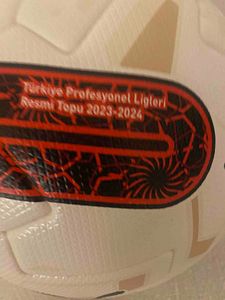 Türkiye Profesyonel Ligleri
Resmi Topu 2023-2024